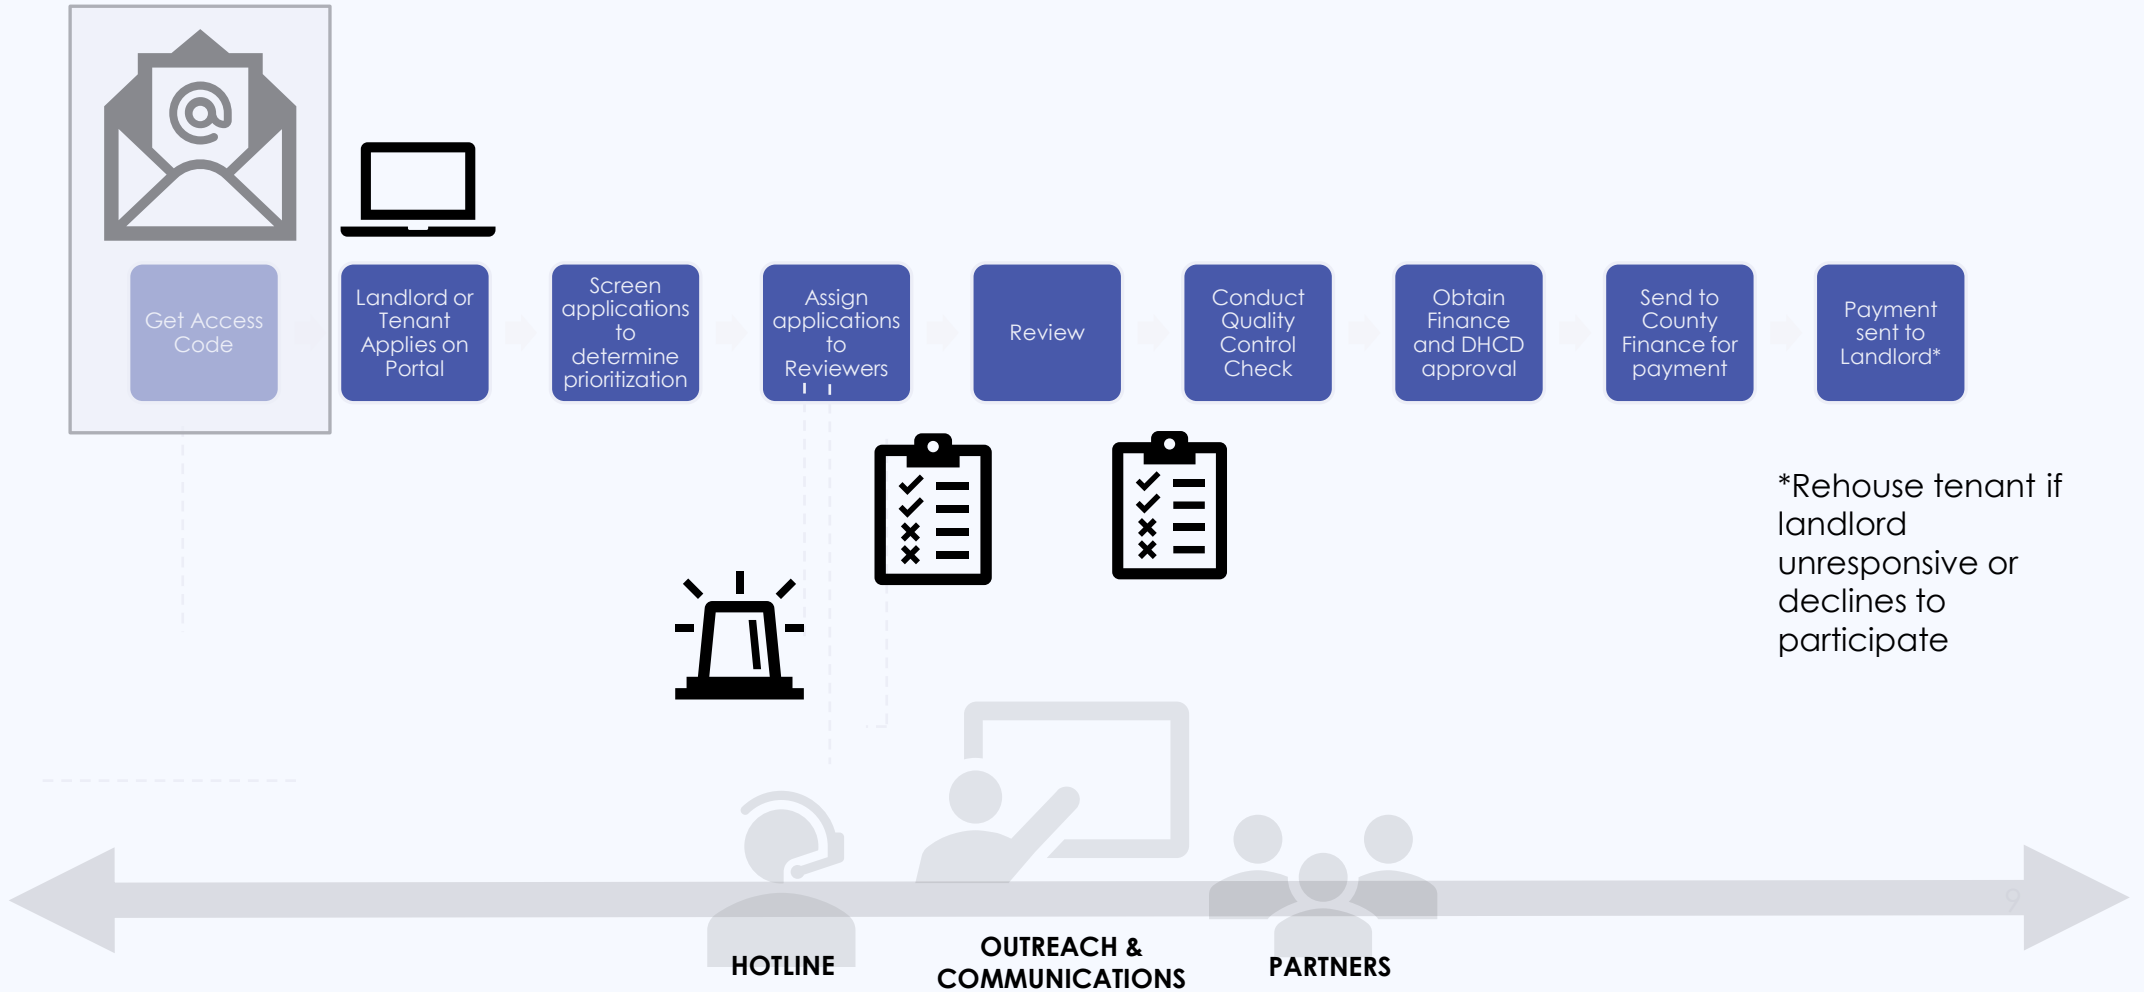 @
Get Access
Code
Landlord or
Tenant
Applies on
Portal
Screen
applications
to
determine
prioritization
Assign
applications
to
Reviewers
Review
Conduct
Quality
Control
Check
Obtain
Finance
and DHCD
approval
Send to
County
Finance for
payment
Payment
sent to
Landlord*
*Rehouse tenant if
landlord
unresponsive or
declines to
participate
9
HOTLINE
OUTREACH &
COMMUNICATIONS
PARTNERS